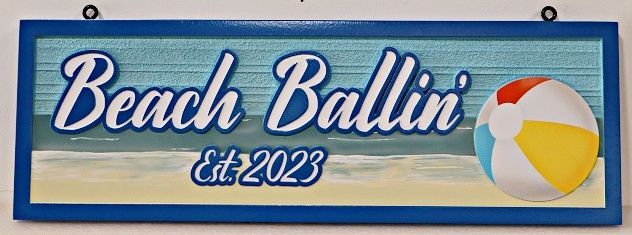 Beach Ballin'
Est. 2023